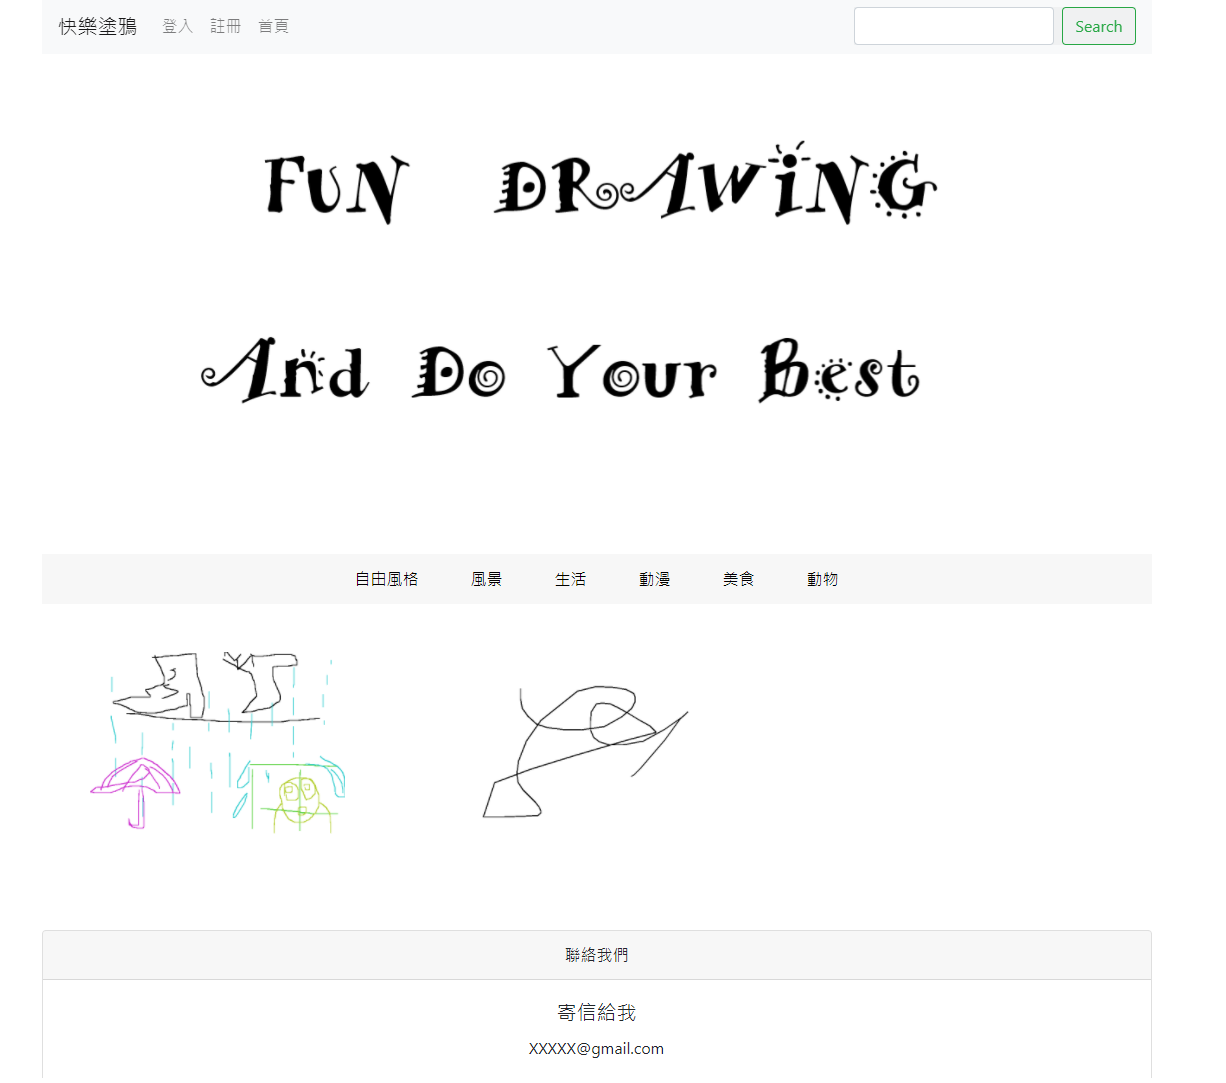 快樂塗鴉 登入 註冊 首頁 Search
FUN DRAWING
And Do Your Best
自由風格 風景 生活 動漫 美食 動物
聯絡我們
寄信給我
XXXXX@gmail.com